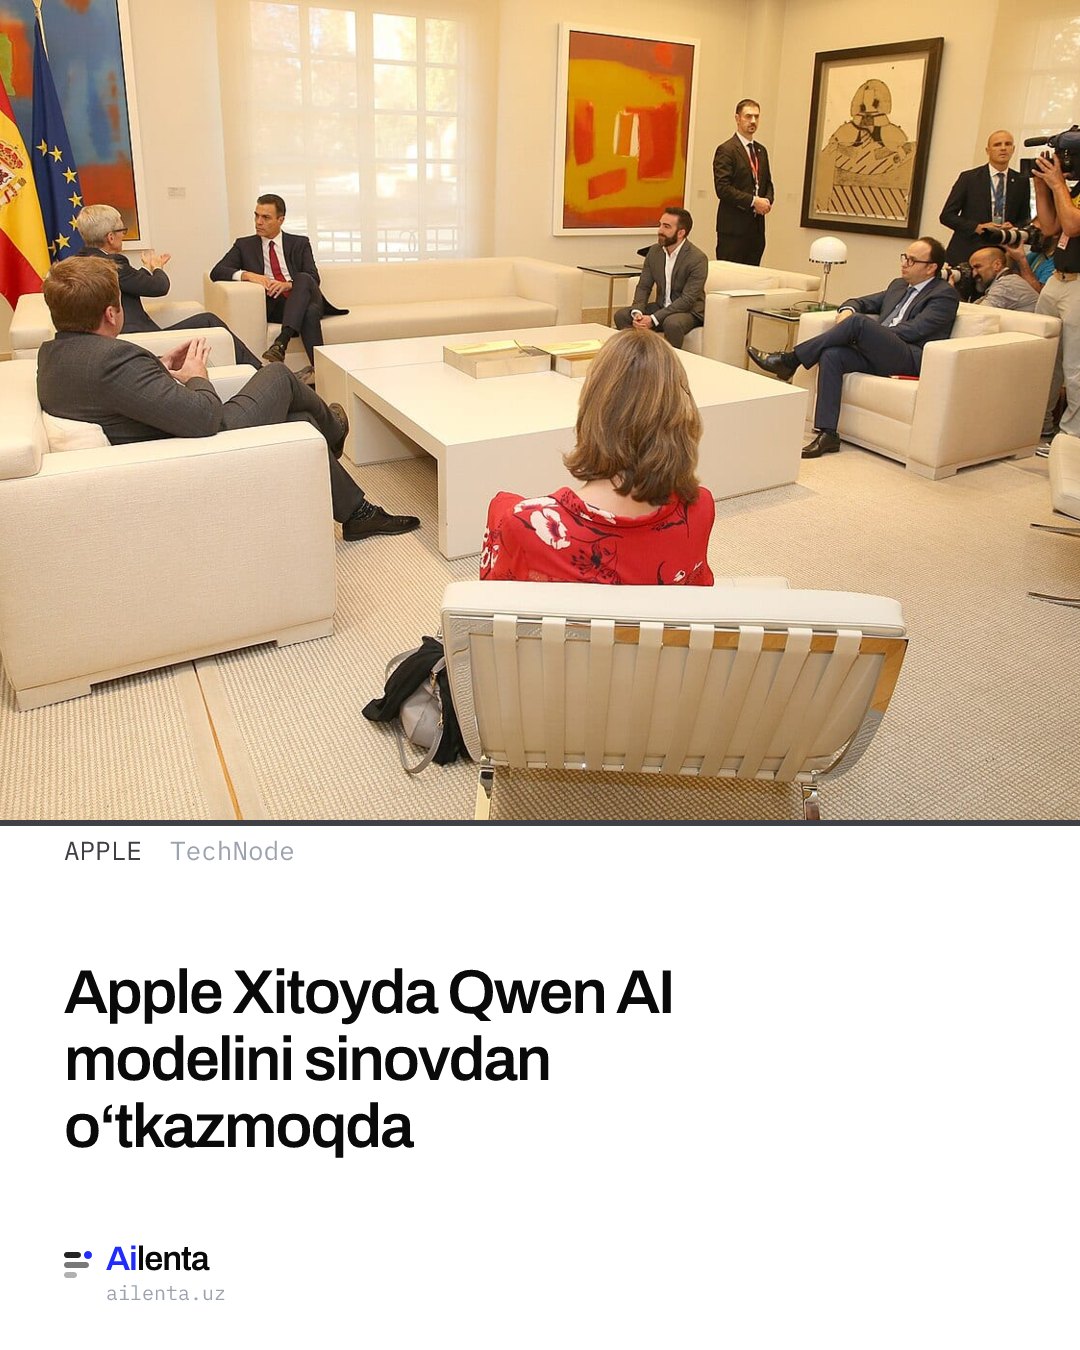 APPLE TechNode
Apple Xitoyda Qwen AI
modelini sinovdan
o‘tkazmoqda
Ailenta
ailenta.uz